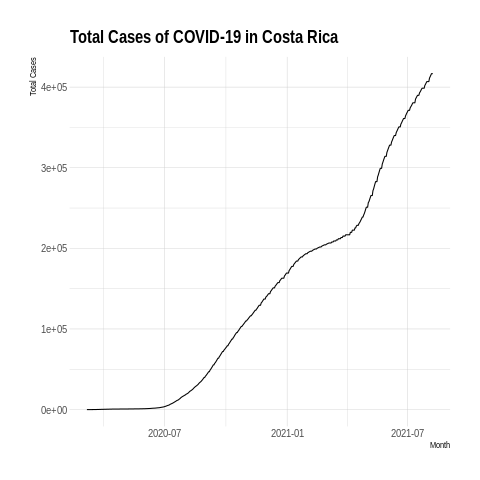 Total Cases of COVID-19 in Costa Rica
Total Cases
4e+05
3e+05
2e+05
1e+05
0e+00
2020-07 2021-01 2021-07
Month